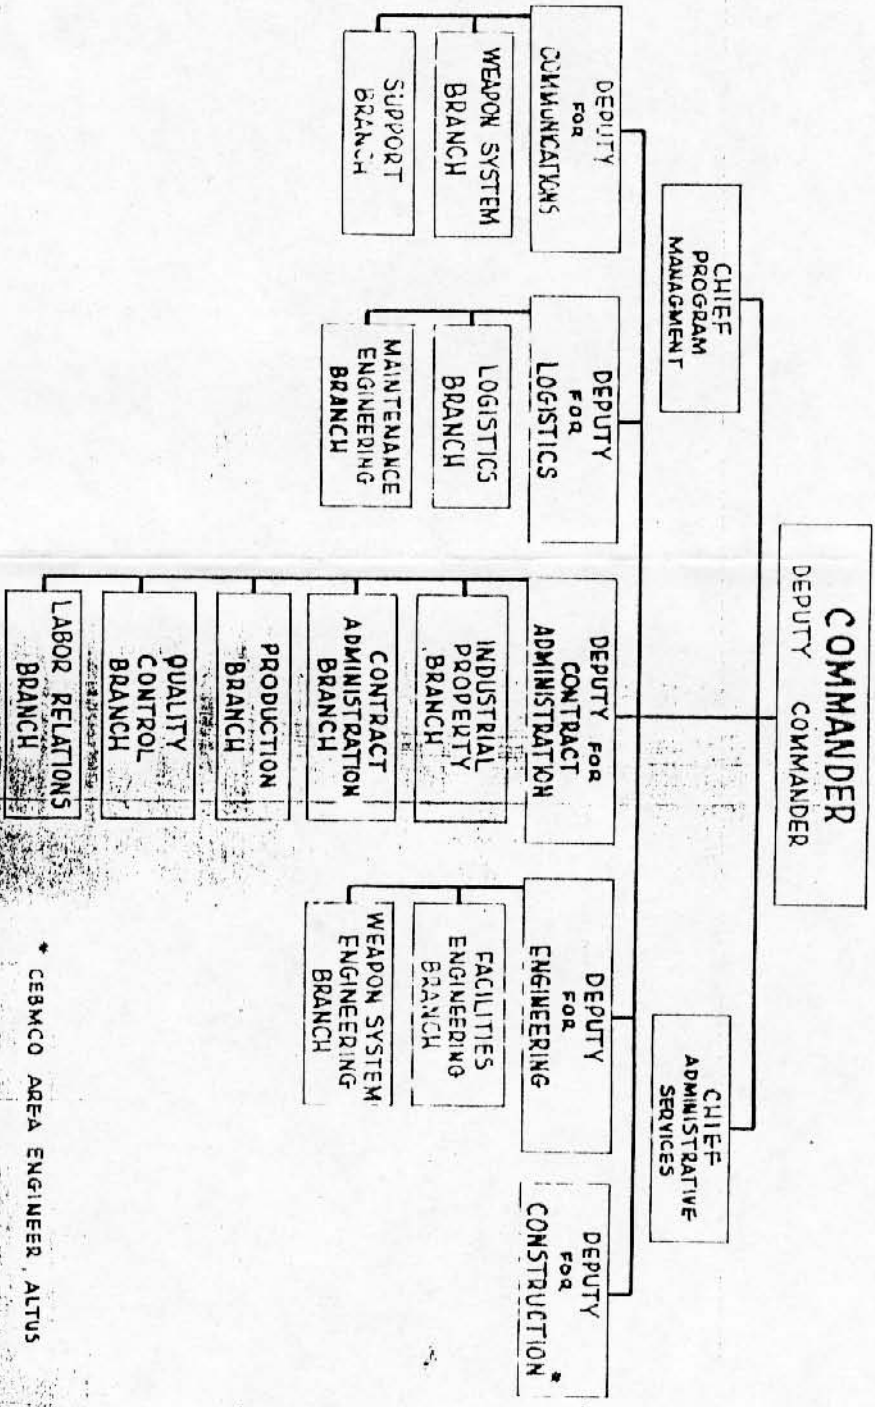 COMMANDER
DEPUTY COMMANDER
CHIEF
PROGRAM
MANAGMENT
CHIEF
ADMINISTRATIVE
SERVICES
DEPUTY
FOR
COMMUNICATIONS
WEAPON SYSTEM
BRANCH
SUPPORT
BRANCH
DEPUTY
FOR
LOGISTICS
LOGISTICS
BRANCH
MAINTENANCE
ENGINEERING
BRANCH
DEPUTY FOR
CONTRACT
ADMINISTRATION
INDUSTRIAL
PROPERTY
BRANCH
CONTRACT
ADMINISTRATION
BRANCH
PRODUCTION
BRANCH
QUALITY
CONTROL
BRANCH
LABOR RELATIONS
BRANCH
DEPUTY
FOR
ENGINEERING
FACILITIES
ENGINEERING
BRANCH
WEAPON SYSTEM
ENGINEERING
BRANCH
DEPUTY
FOR
CONSTRUCTION *
* CEBMCO AREA ENGINEER, ALTUS